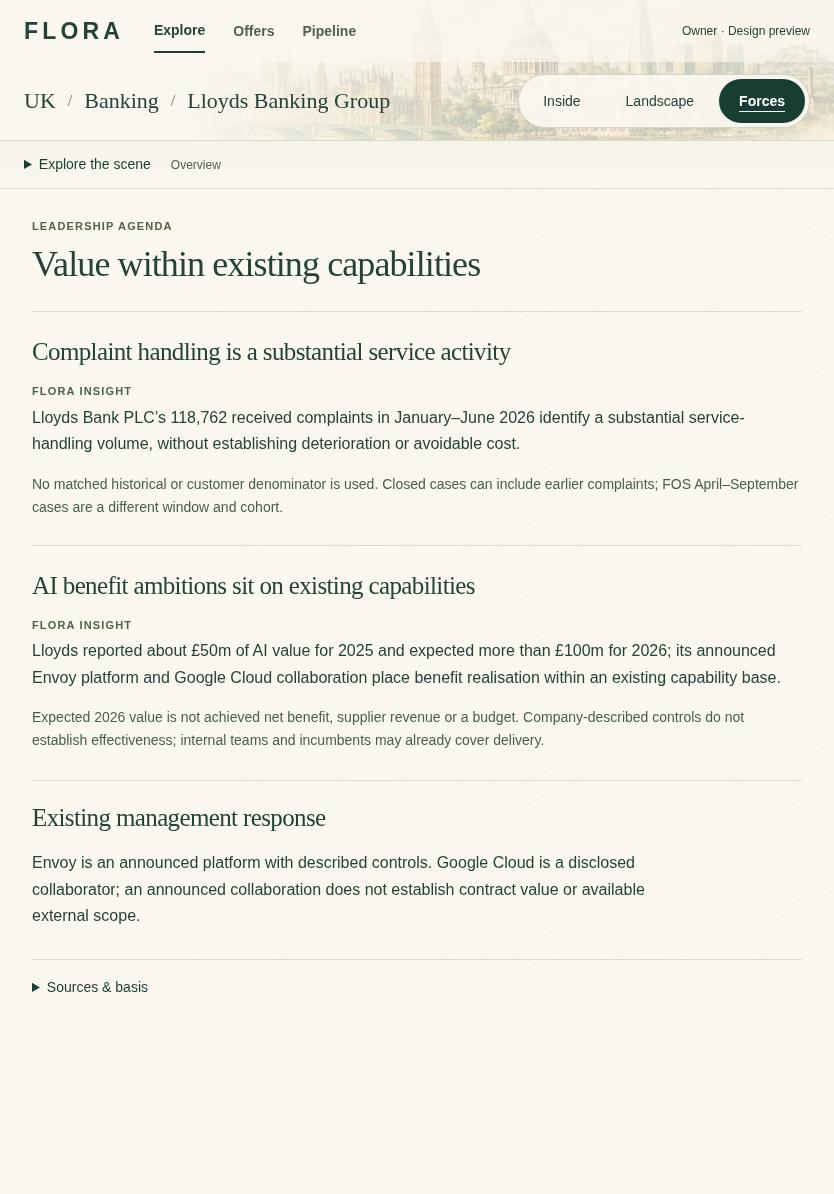 FLORA
Explore
Offers
Pipeline
Owner · Design preview
UK / Banking / Lloyds Banking Group
Inside
Landscape
Forces
▶ Explore the scene
Overview
LEADERSHIP AGENDA
Value within existing capabilities
Complaint handling is a substantial service activity
FLORA INSIGHT
Lloyds Bank PLC’s 118,762 received complaints in January–June 2026 identify a substantial service-
handling volume, without establishing deterioration or avoidable cost.
No matched historical or customer denominator is used. Closed cases can include earlier complaints; FOS April–September
cases are a different window and cohort.
AI benefit ambitions sit on existing capabilities
FLORA INSIGHT
Lloyds reported about £50m of AI value for 2025 and expected more than £100m for 2026; its announced
Envoy platform and Google Cloud collaboration place benefit realisation within an existing capability base.
Expected 2026 value is not achieved net benefit, supplier revenue or a budget. Company-described controls do not
establish effectiveness; internal teams and incumbents may already cover delivery.
Existing management response
Envoy is an announced platform with described controls. Google Cloud is a disclosed
collaborator; an announced collaboration does not establish contract value or available
external scope.
▶ Sources & basis